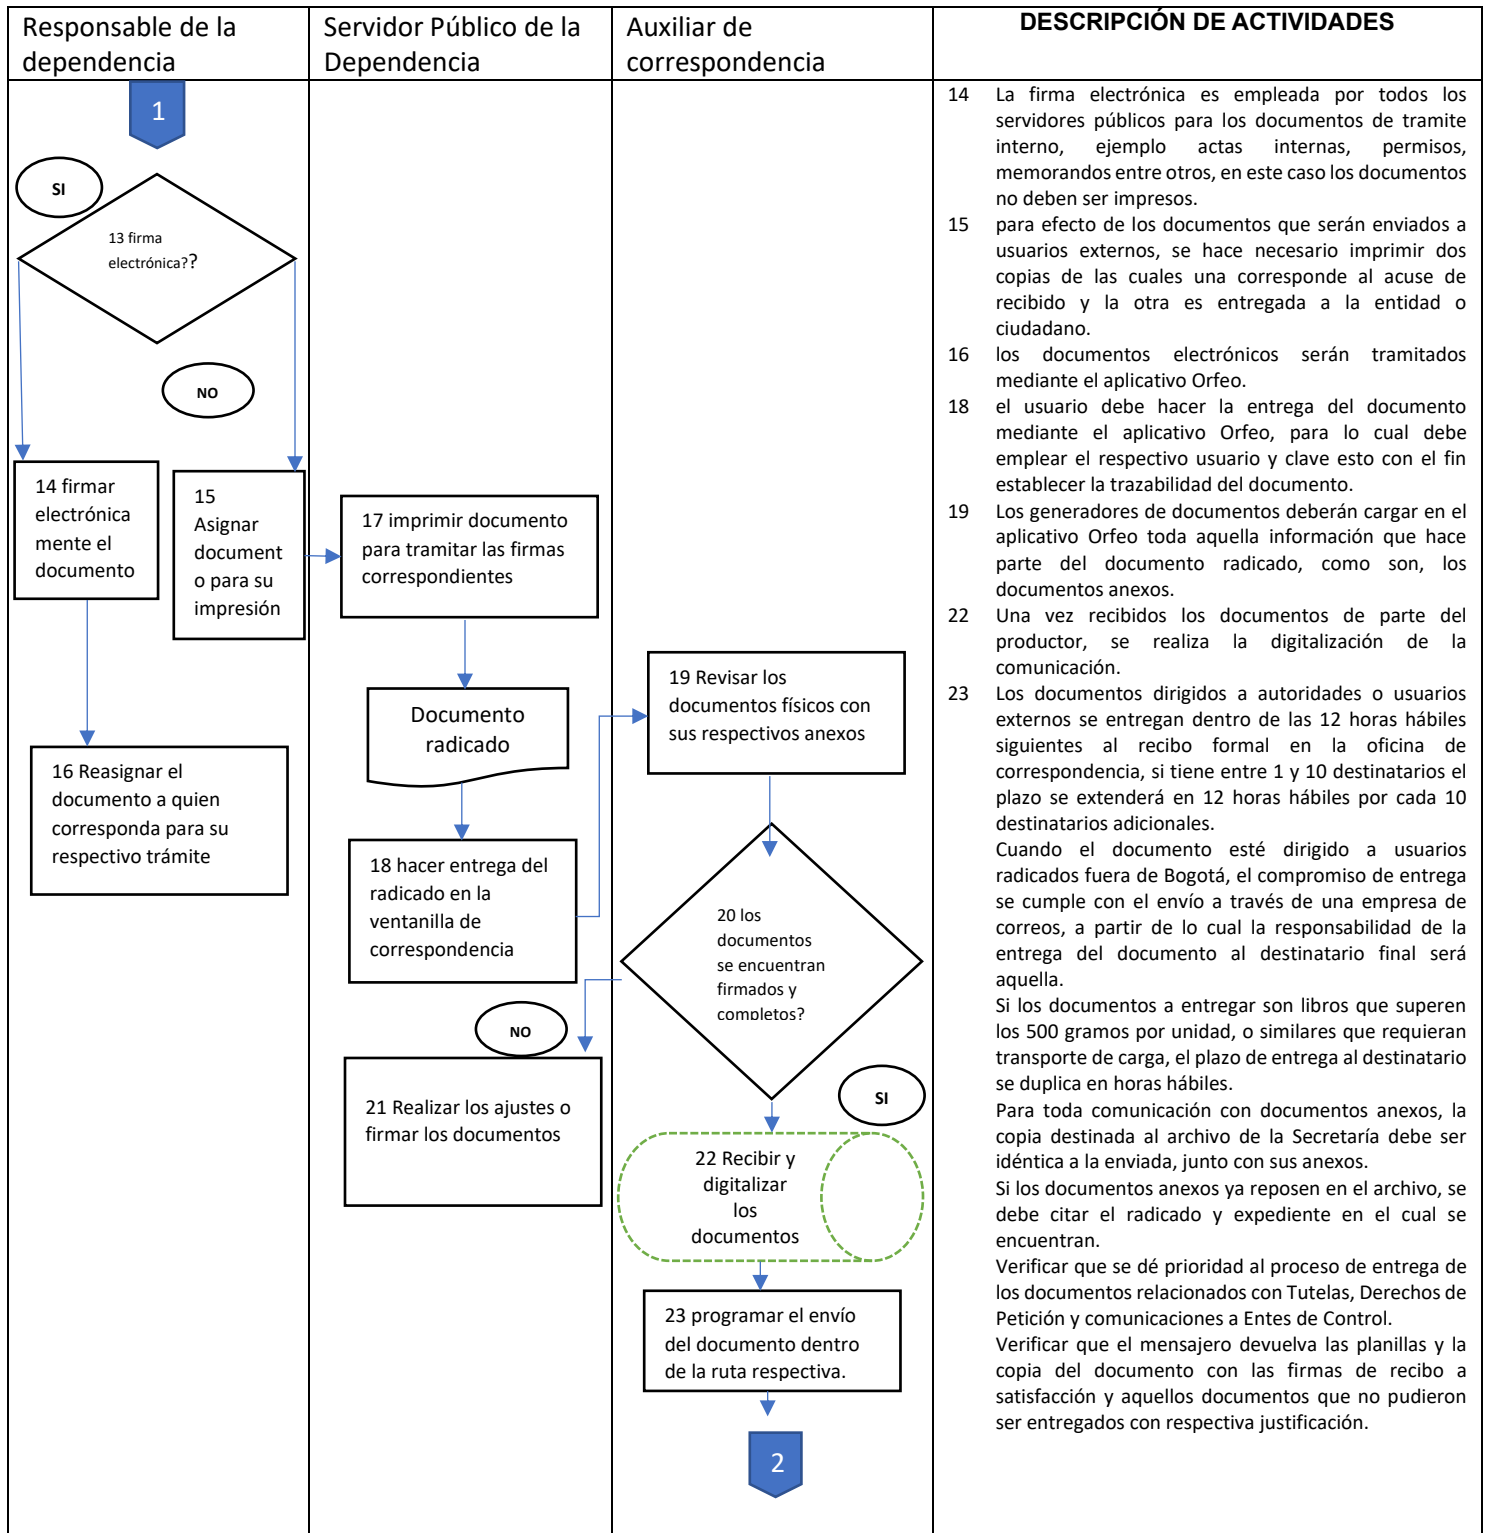 Responsable de la
dependencia
Servidor Público de la
Dependencia
Auxiliar de
correspondencia
DESCRIPCIÓN DE ACTIVIDADES
1
SI
13 firma
electrónica??
NO
14 firmar
electrónica
mente el
documento
15
Asignar
document
o para su
impresión
16 Reasignar el
documento a quien
corresponda para su
respectivo trámite
17 imprimir documento
para tramitar las firmas
correspondientes
Documento
radicado
18 hacer entrega del
radicado en la
ventanilla de
correspondencia
NO
21 Realizar los ajustes o
firmar los documentos
19 Revisar los
documentos físicos con
sus respectivos anexos
20 los
documentos
se encuentran
firmados y
completos?
SI
22 Recibir y
digitalizar
los
documentos
23 programar el envío
del documento dentro
de la ruta respectiva.
2
14 La firma electrónica es empleada por todos los
servidores públicos para los documentos de tramite
interno, ejemplo actas internas, permisos,
memorandos entre otros, en este caso los documentos
no deben ser impresos.
15 para efecto de los documentos que serán enviados a
usuarios externos, se hace necesario imprimir dos
copias de las cuales una corresponde al acuse de
recibido y la otra es entregada a la entidad o
ciudadano.
16 los documentos electrónicos serán tramitados
mediante el aplicativo Orfeo.
18 el usuario debe hacer la entrega del documento
mediante el aplicativo Orfeo, para lo cual debe
emplear el respectivo usuario y clave esto con el fin
establecer la trazabilidad del documento.
19 Los generadores de documentos deberán cargar en el
aplicativo Orfeo toda aquella información que hace
parte del documento radicado, como son, los
documentos anexos.
22 Una vez recibidos los documentos de parte del
productor, se realiza la digitalización de la
comunicación.
23 Los documentos dirigidos a autoridades o usuarios
externos se entregan dentro de las 12 horas hábiles
siguientes al recibo formal en la oficina de
correspondencia, si tiene entre 1 y 10 destinatarios el
plazo se extenderá en 12 horas hábiles por cada 10
destinatarios adicionales.
Cuando el documento esté dirigido a usuarios
radicados fuera de Bogotá, el compromiso de entrega
se cumple con el envío a través de una empresa de
correos, a partir de lo cual la responsabilidad de la
entrega del documento al destinatario final será
aquella.
Si los documentos a entregar son libros que superen
los 500 gramos por unidad, o similares que requieran
transporte de carga, el plazo de entrega al destinatario
se duplica en horas hábiles.
Para toda comunicación con documentos anexos, la
copia destinada al archivo de la Secretaría debe ser
idéntica a la enviada, junto con sus anexos.
Si los documentos anexos ya reposen en el archivo, se
debe citar el radicado y expediente en el cual se
encuentran.
Verificar que se dé prioridad al proceso de entrega de
los documentos relacionados con Tutelas, Derechos de
Petición y comunicaciones a Entes de Control.
Verificar que el mensajero devuelva las planillas y la
copia del documento con las firmas de recibo a
satisfacción y aquellos documentos que no pudieron
ser entregados con respectiva justificación.